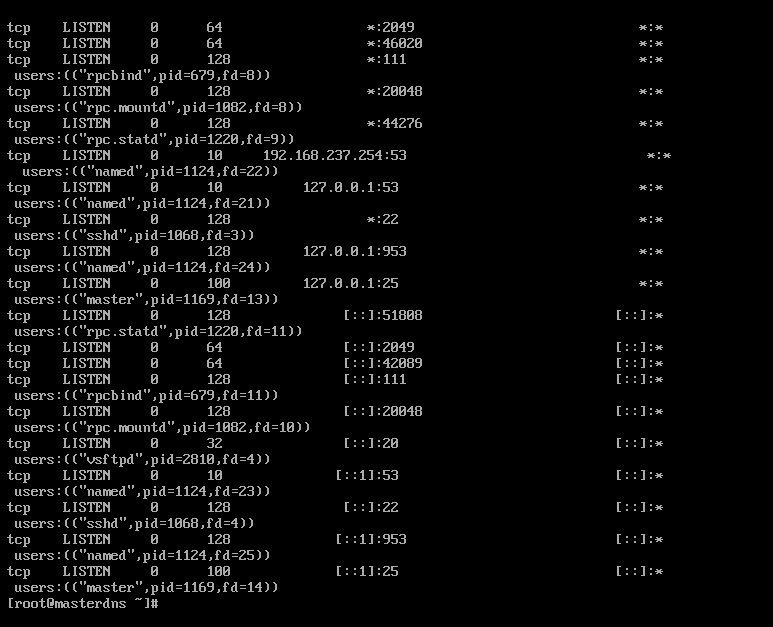 tcp LISTEN 0 64 *:2049 *:*
tcp LISTEN 0 64 *:46020 *:*
tcp LISTEN 0 128 *:111 *:*
users:(("rpcbind",pid=679,fd=8))
tcp LISTEN 0 128 *:20048 *:*
users:(("rpc.mountd",pid=1082,fd=8))
tcp LISTEN 0 128 *:44276 *:*
users:(("rpc.statd",pid=1220,fd=9))
tcp LISTEN 0 10 192.168.237.254:53 *:*
users:(("named",pid=1124,fd=22))
tcp LISTEN 0 10 127.0.0.1:53 *:*
users:(("named",pid=1124,fd=21))
tcp LISTEN 0 128 *:22 *:*
users:(("sshd",pid=1068,fd=3))
tcp LISTEN 0 128 127.0.0.1:953 *:*
users:(("named",pid=1124,fd=24))
tcp LISTEN 0 100 127.0.0.1:25 *:*
users:(("master",pid=1169,fd=13))
tcp LISTEN 0 128 [::]:51808 [::]:*
users:(("rpc.statd",pid=1220,fd=11))
tcp LISTEN 0 64 [::]:2049 [::]:*
tcp LISTEN 0 64 [::]:42089 [::]:*
tcp LISTEN 0 128 [::]:111 [::]:*
users:(("rpcbind",pid=679,fd=11))
tcp LISTEN 0 128 [::]:20048 [::]:*
users:(("rpc.mountd",pid=1082,fd=10))
tcp LISTEN 0 32 [::]:20 [::]:*
users:(("vsftpd",pid=2810,fd=4))
tcp LISTEN 0 10 [::1]:53 [::]:*
users:(("named",pid=1124,fd=23))
tcp LISTEN 0 128 [::]:22 [::]:*
users:(("sshd",pid=1068,fd=4))
tcp LISTEN 0 128 [::1]:953 [::]:*
users:(("named",pid=1124,fd=25))
tcp LISTEN 0 100 [::1]:25 [::]:*
users:(("master",pid=1169,fd=14))
[root@masterdns ~]#